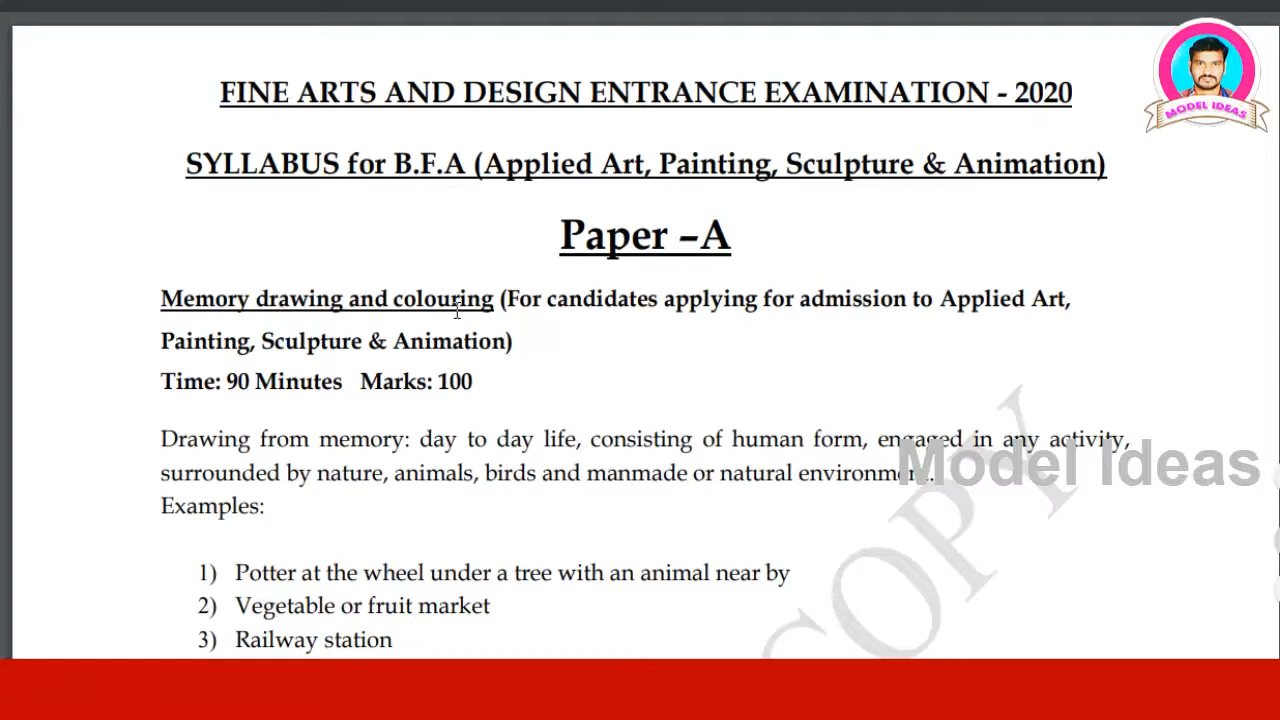 FINE ARTS AND DESIGN ENTRANCE EXAMINATION - 2020
MODEL IDEAS
SYLLABUS for B.F.A (Applied Art, Painting, Sculpture & Animation)
Paper –A
Memory drawing and colouring (For candidates applying for admission to Applied Art,
Painting, Sculpture & Animation)
Time: 90 Minutes Marks: 100
Drawing from memory: day to day life, consisting of human form, engaged in any activity,
surrounded by nature, animals, birds and manmade or natural environment.
Model Ideas
Examples:
COPY
1) Potter at the wheel under a tree with an animal near by
2) Vegetable or fruit market
3) Railway station